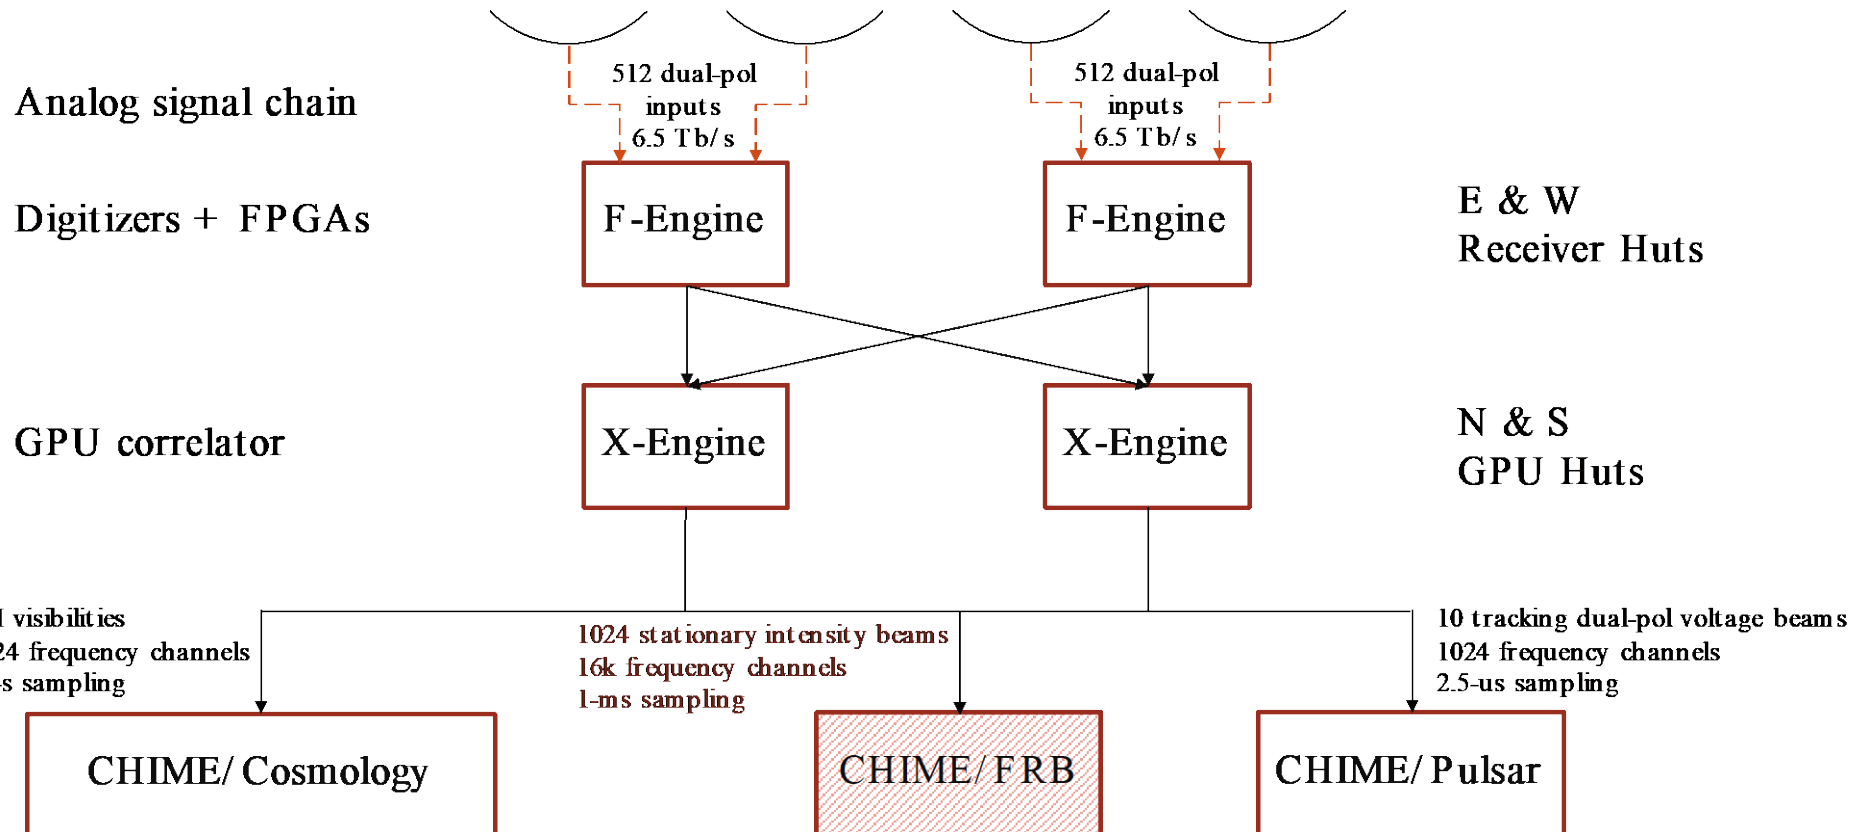 512 dual-pol
inputs
6.5 Tb/s
512 dual-pol
inputs
6.5 Tb/s
Analog signal chain
Digitizers + FPGAs
F-Engine
F-Engine
E & W
Receiver Huts
GPU correlator
X-Engine
X-Engine
N & S
GPU Huts
visibilities
24 frequency channels
-s sampling
1024 stationary intensity beams
16k frequency channels
1-ms sampling
10 tracking dual-pol voltage beams
1024 frequency channels
2.5-us sampling
CHIME/Cosmology
CHIME/FRB
CHIME/Pulsar